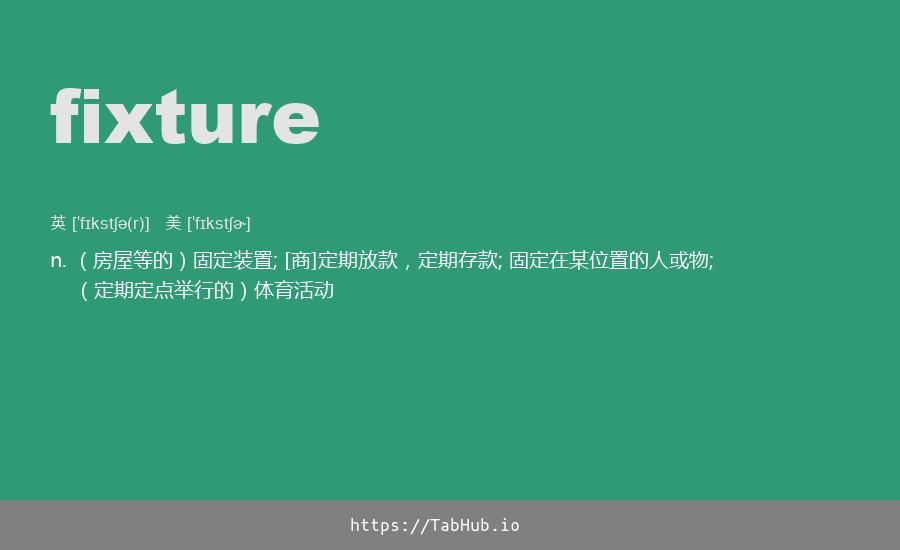 fixture
英 [ˈfɪkstʃə(r)] 美 [ˈfɪkstʃɚ]
n. （房屋等的）固定装置; [商]定期放款，定期存款; 固定在某位置的人或物;
（定期定点举行的）体育活动
https://TabHub.io